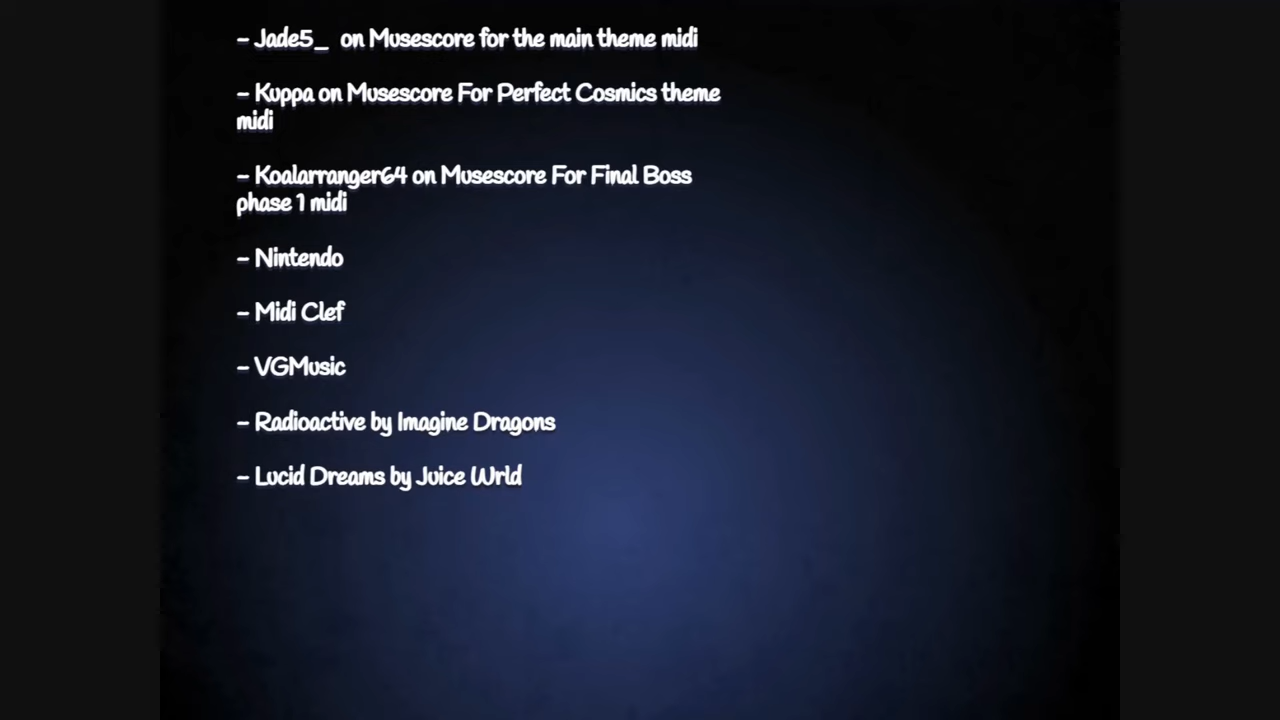 - Jade5_ on Musescore for the main theme midi
- Kuppa on Musescore For Perfect Cosmics theme
midi
- Koalarranger64 on Musescore For Final Boss
phase 1 midi
- Nintendo
- Midi Clef
- VGMusic
- Radioactive by Imagine Dragons
- Lucid Dreams by Juice Wrld